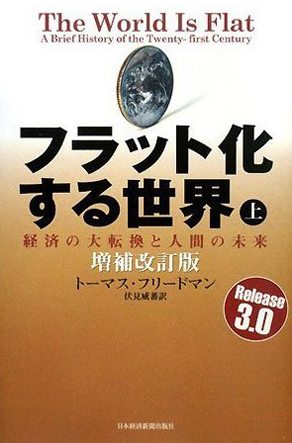 The World Is Flat
A Brief History of the Twenty- first Century
フラット化
する世界 上
経済の大転換と人間の未来
増補改訂版
トーマス・フリードマン
伏見威蕃訳
Release
3.0
日本経済新聞出版社